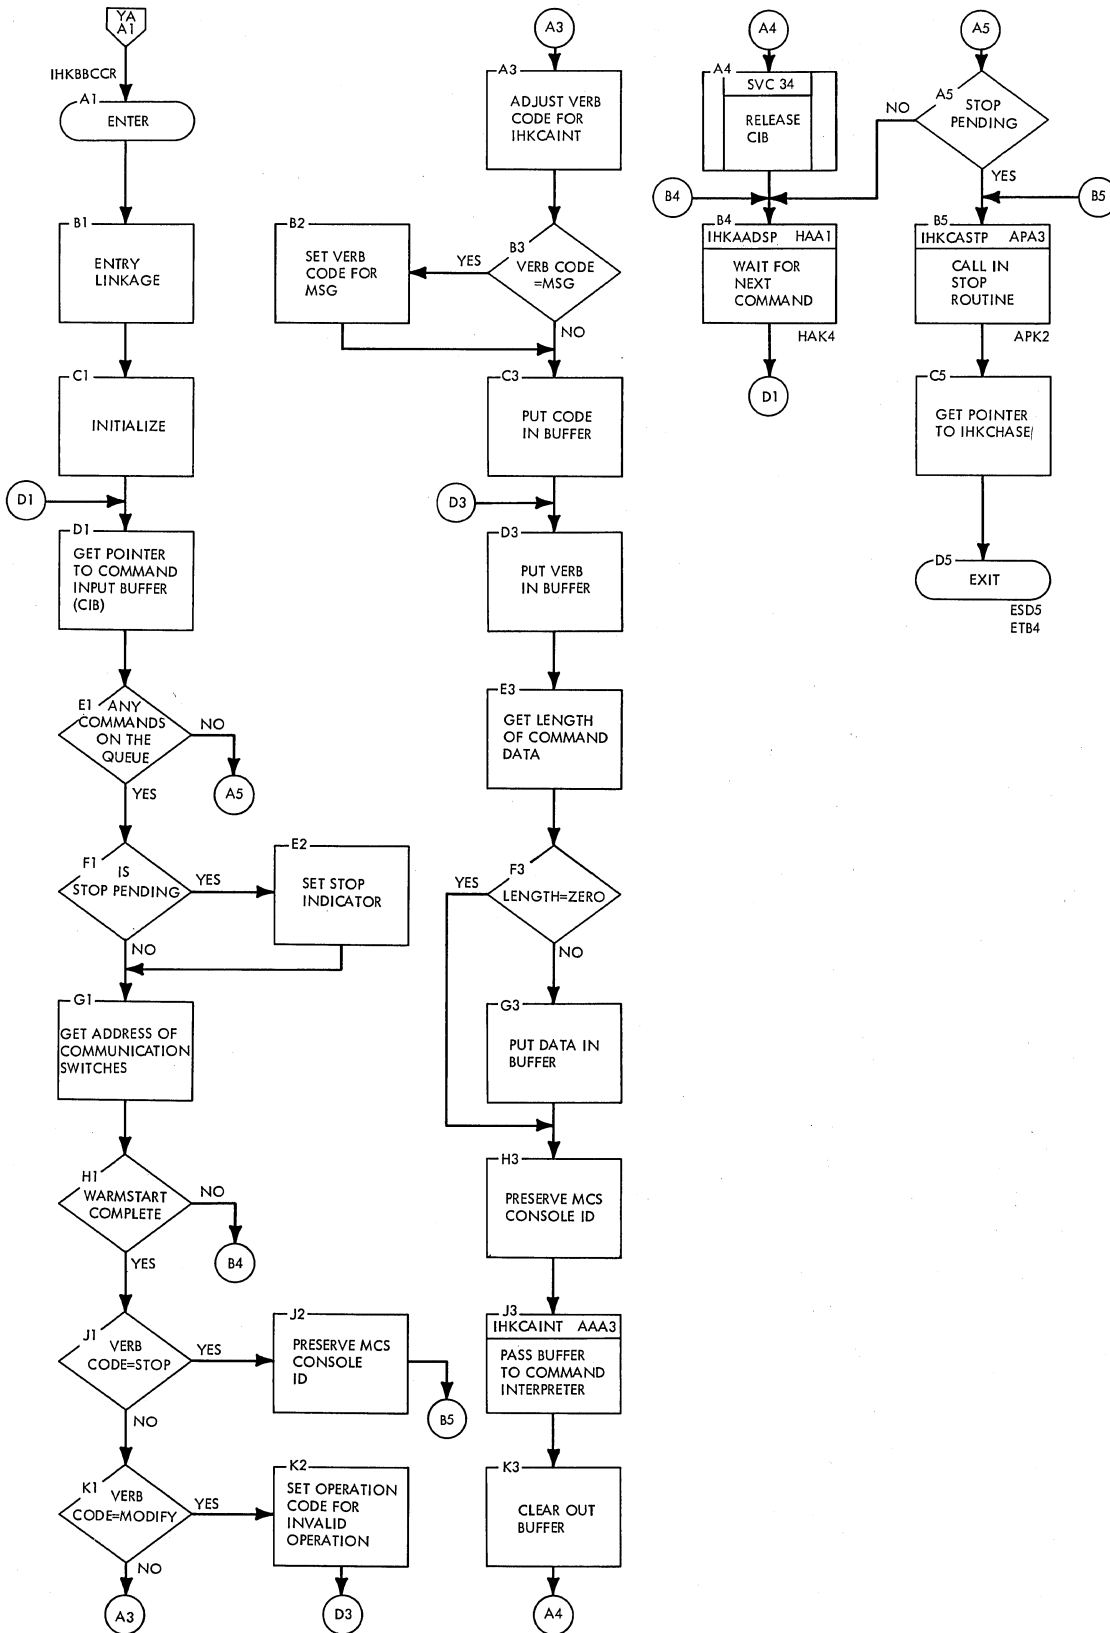 YA
A1
IHKBBCCR
A1
ENTER
B1
ENTRY
LINKAGE
C1
INITIALIZE
D1
D1
GET POINTER
TO COMMAND
INPUT BUFFER
(CIB)
E1
ANY
COMMANDS
ON THE
QUEUE
NO
A5
YES
F1
IS
STOP PENDING
YES
E2
SET STOP
INDICATOR
NO
G1
GET ADDRESS OF
COMMUNICATION
SWITCHES
H1
WARMSTART
COMPLETE
NO
B4
YES
J1
VERB
CODE=STOP
YES
J2
PRESERVE MCS
CONSOLE
ID
B5
NO
K1
VERB
CODE=MODIFY
YES
K2
SET OPERATION
CODE FOR
INVALID
OPERATION
NO
A3
D3
A3
A3
ADJUST VERB
CODE FOR
IHKCAINT
B3
VERB CODE
=MSG
YES
B2
SET VERB
CODE FOR
MSG
NO
C3
PUT CODE
IN BUFFER
D3
D3
PUT VERB
IN BUFFER
E3
GET LENGTH
OF COMMAND
DATA
F3
LENGTH=ZERO
YES
NO
G3
PUT DATA IN
BUFFER
H3
PRESERVE MCS
CONSOLE ID
J3
IHKCAINT AAA3
PASS BUFFER
TO COMMAND
INTERPRETER
K3
CLEAR OUT
BUFFER
A4
A4
A4
SVC 34
RELEASE
CIB
B4
B4
IHKAADSP HAA1
WAIT FOR
NEXT
COMMAND
HAK4
D1
A5
A5
STOP
PENDING
NO
YES
B5
B5
IHKCASTP APA3
CALL IN
STOP
ROUTINE
APK2
C5
GET POINTER
TO IHKCHASE/
D5
EXIT
ESD5
ETB4